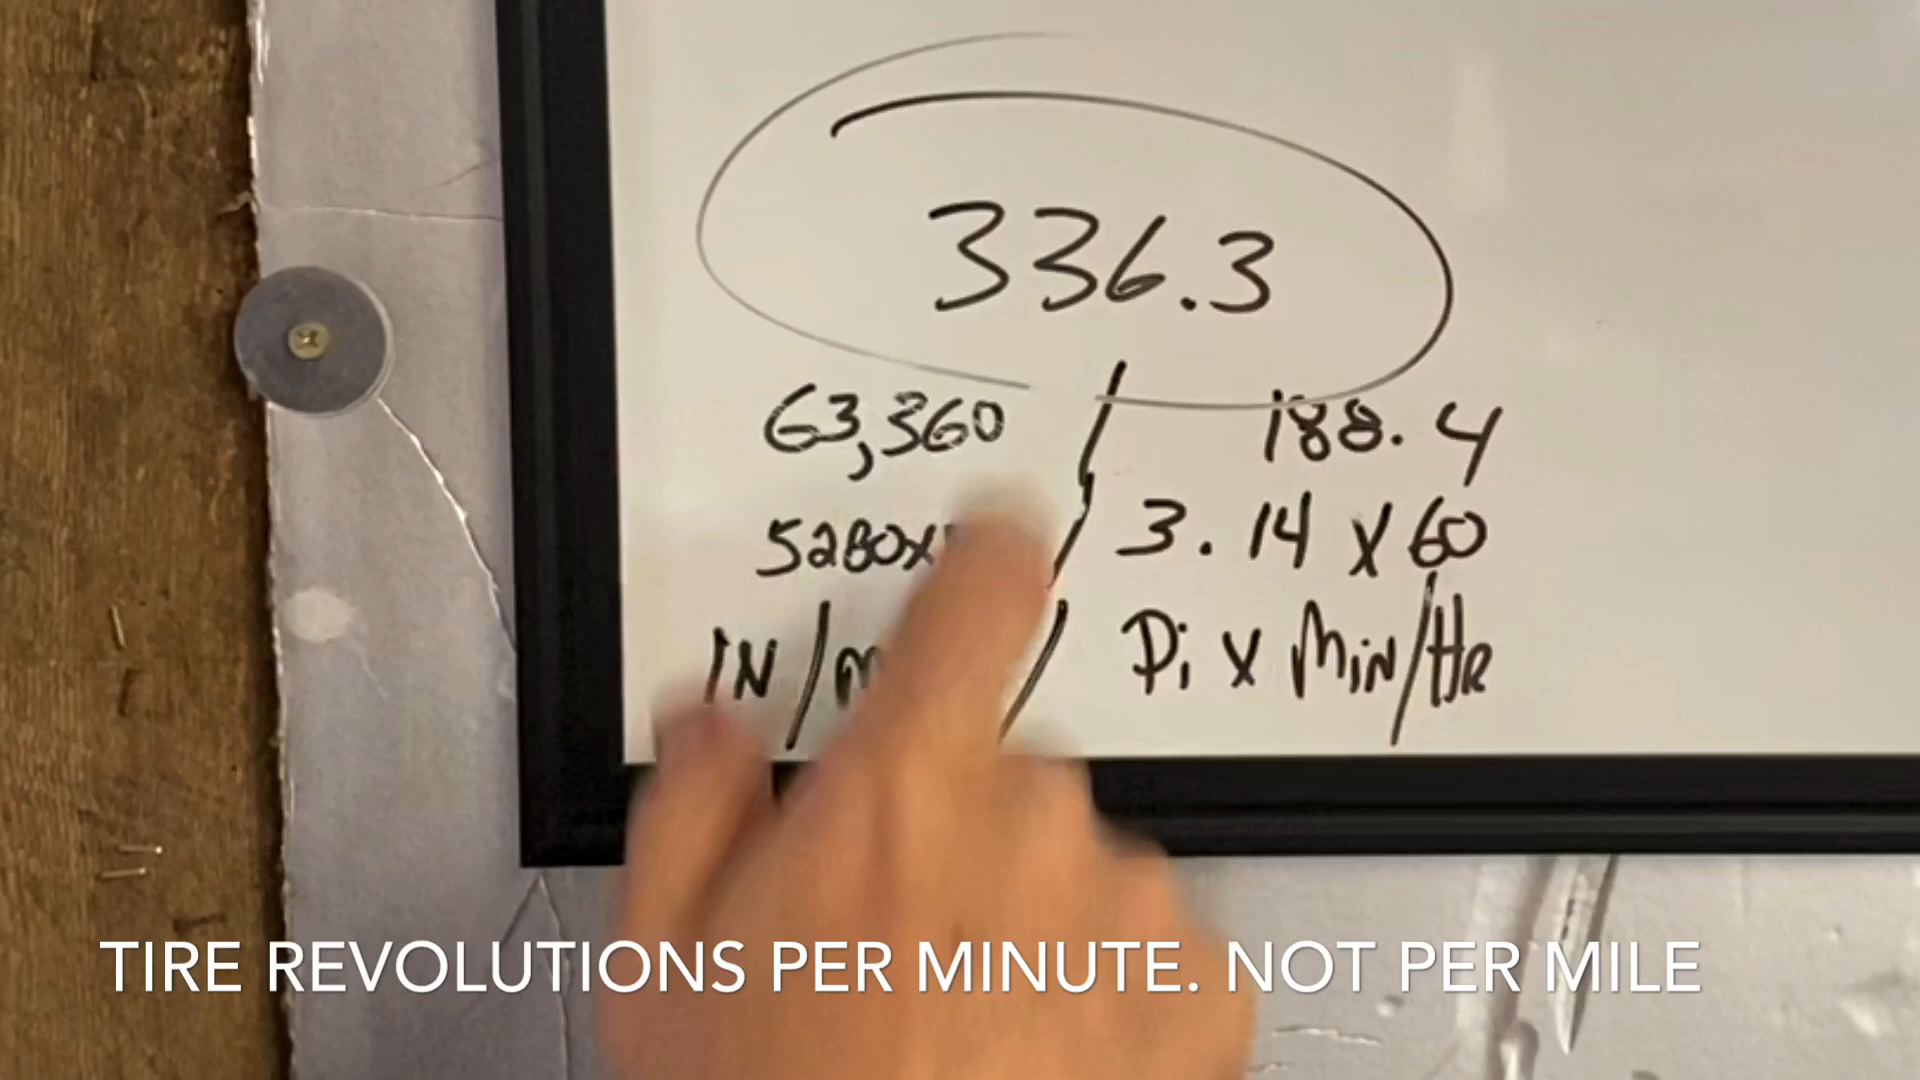 336.3
63,360 / 188.4
5280x / 3.14 x 60
IN/m / Pi x Min/Hr
TIRE REVOLUTIONS PER MINUTE. NOT PER MILE